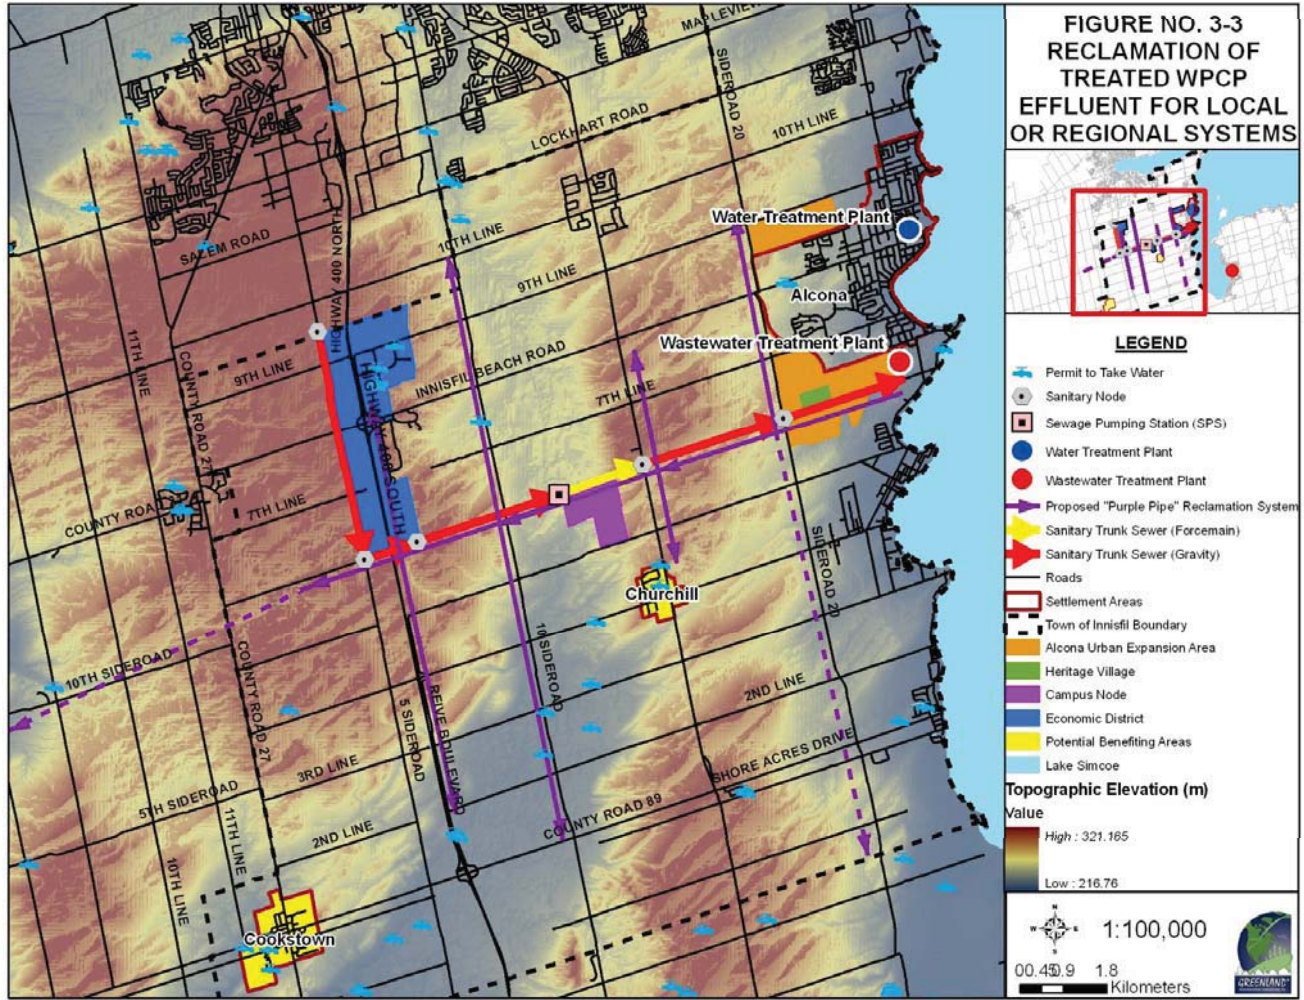 FIGURE NO. 3-3
RECLAMATION OF
TREATED WPCP
EFFLUENT FOR LOCAL
OR REGIONAL SYSTEMS
MAPLEVIEW
SIDEROAD 20
LOCKHART ROAD
10TH LINE
Water Treatment Plant
SALEM ROAD
HIGHWAY 400 NORTH
10TH LINE
9TH LINE
Alcona
11TH LINE
COUNTY ROAD 27
9TH LINE
HIGHWAY 400 SOUTH
INNISFIL BEACH ROAD
Wastewater Treatment Plant
7TH LINE
COUNTY ROA
7TH LINE
SIDEROAD 20
Churchill
10TH SIDEROAD
COUNTY ROAD 27
5 SIDEROAD
REIVE BOULEVARD
10 SIDEROAD
2ND LINE
3RD LINE
SHORE ACRES DRIVE
5TH SIDEROAD
11TH LINE
2ND LINE
COUNTY ROAD 89
10TH LINE
Cookstown
LEGEND
Permit to Take Water
Sanitary Node
Sewage Pumping Station (SPS)
Water Treatment Plant
Wastewater Treatment Plant
Proposed "Purple Pipe" Reclamation System
Sanitary Trunk Sewer (Forcemain)
Sanitary Trunk Sewer (Gravity)
Roads
Settlement Areas
Town of Innisfil Boundary
Alcona Urban Expansion Area
Heritage Village
Campus Node
Economic District
Potential Benefiting Areas
Lake Simcoe
Topographic Elevation (m)
Value
High : 321.165
Low : 216.76
N
W E
S
1:100,000
00.450.9 1.8
Kilometers
GREENLAND